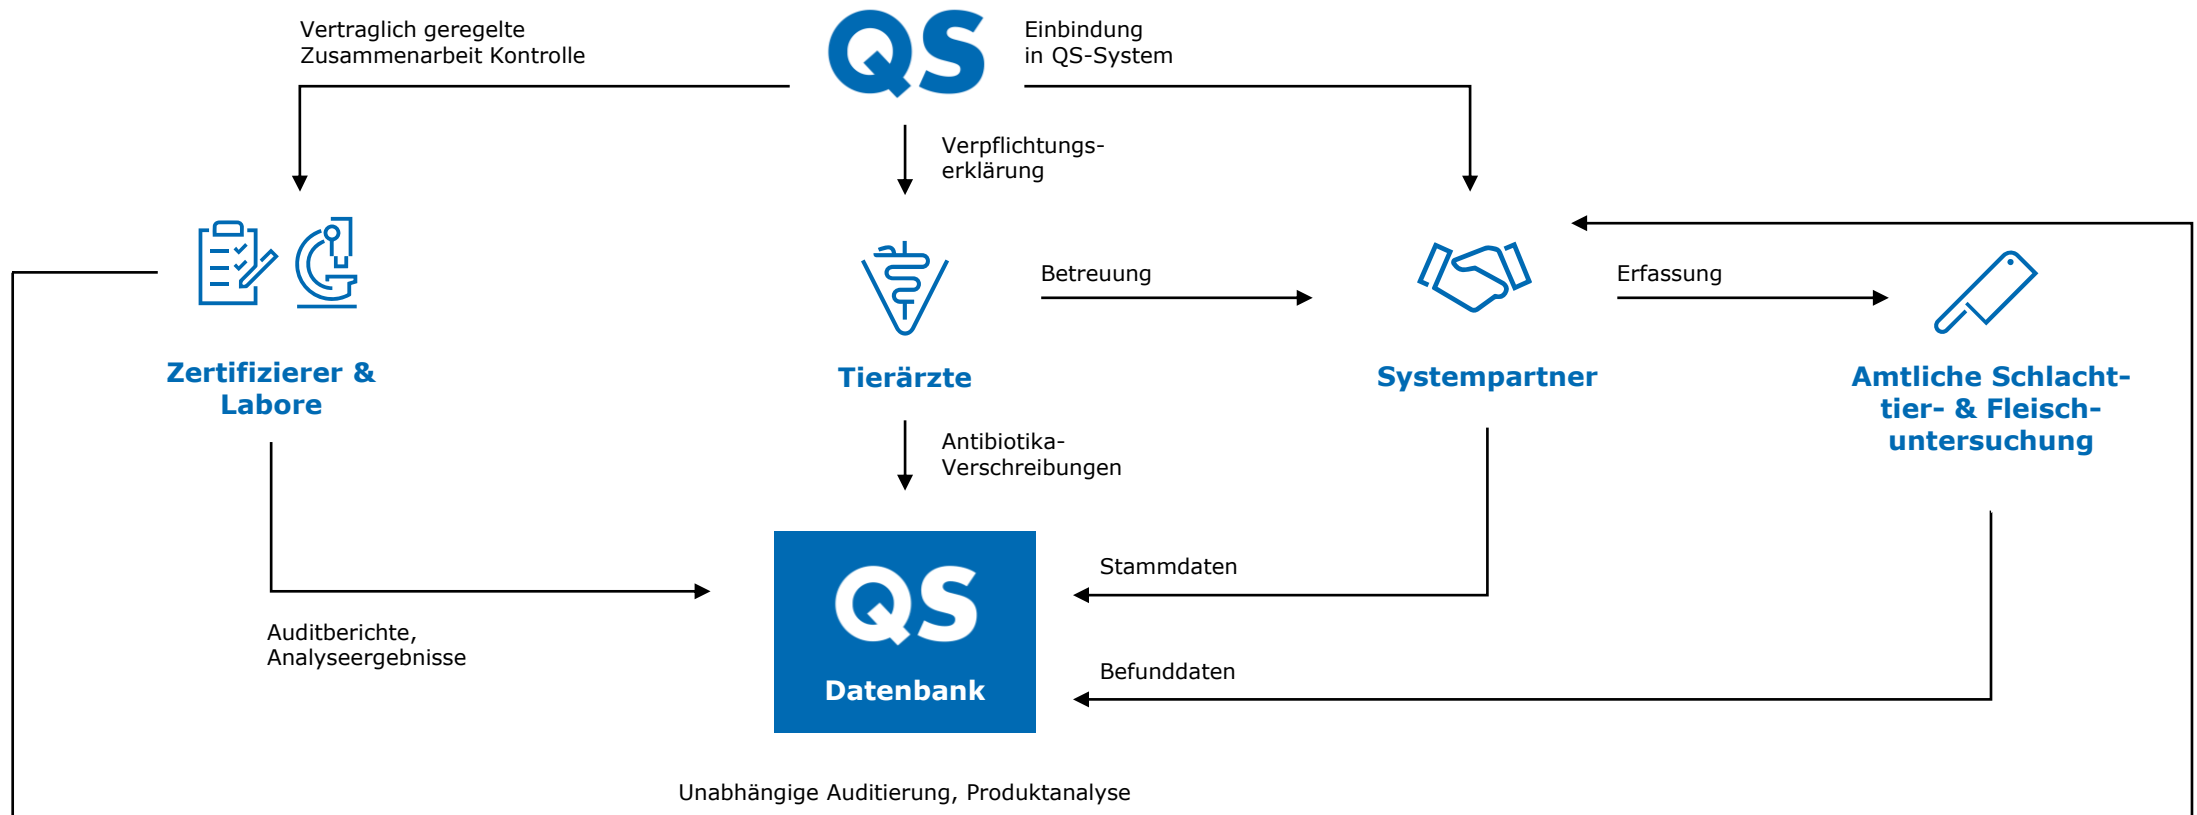 Vertraglich geregelte
Zusammenarbeit Kontrolle
QS
Einbindung
in QS-System
Verpflichtungs-
erklärung
Betreuung
Erfassung
Zertifizierer &
Labore
Tierärzte
Systempartner
Amtliche Schlacht-
tier- & Fleisch-
untersuchung
Antibiotika-
Verschreibungen
Auditberichte,
Analyseergebnisse
QS
Datenbank
Stammdaten
Befunddaten
Unabhängige Auditierung, Produktanalyse